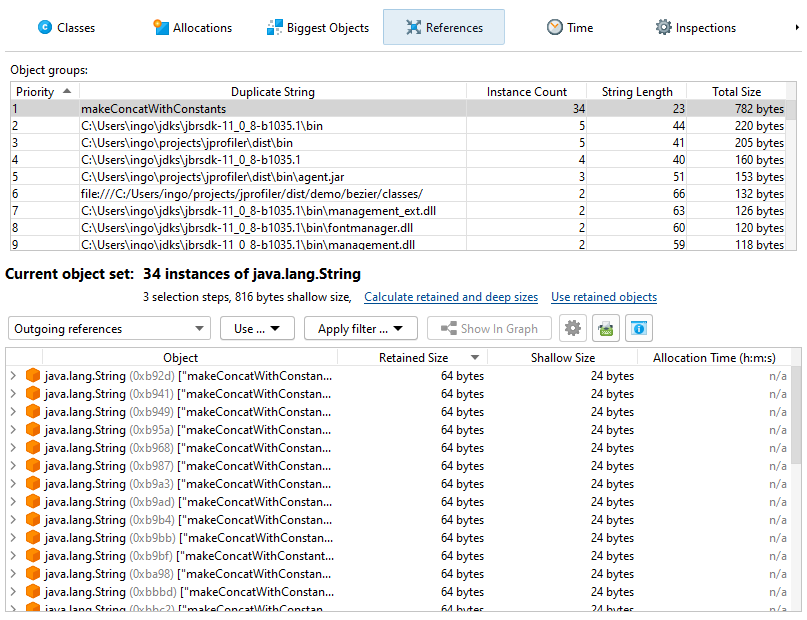 Classes Allocations Biggest Objects References Time Inspections
Object groups:
Priority Duplicate String Instance Count String Length Total Size
1 makeConcatWithConstants 34 23 782 bytes
2 C:\Users\ingo\jdks\jbrsdk-11_0_8-b1035.1\bin 5 44 220 bytes
3 C:\Users\ingo\projects\jprofiler\dist\bin 5 41 205 bytes
4 C:\Users\ingo\jdks\jbrsdk-11_0_8-b1035.1 4 40 160 bytes
5 C:\Users\ingo\projects\jprofiler\dist\bin\agent.jar 3 51 153 bytes
6 file:///C:/Users/ingo/projects/jprofiler/dist/demo/bezier/classes/ 2 66 132 bytes
7 C:\Users\ingo\jdks\jbrsdk-11_0_8-b1035.1\bin\management_ext.dll 2 63 126 bytes
8 C:\Users\ingo\jdks\jbrsdk-11_0_8-b1035.1\bin\fontmanager.dll 2 60 120 bytes
9 C:\Users\ingo\jdks\jbrsdk-11_0_8-b1035.1\bin\management.dll 2 59 118 bytes
Current object set: 34 instances of java.lang.String
3 selection steps, 816 bytes shallow size, Calculate retained and deep sizes Use retained objects
Outgoing references Use ... Apply filter ... Show In Graph
Object Retained Size Shallow Size Allocation Time (h:m:s)
java.lang.String (0xb92d) ["makeConcatWithConstan... 64 bytes 24 bytes n/a
java.lang.String (0xb941) ["makeConcatWithConstan... 64 bytes 24 bytes n/a
java.lang.String (0xb949) ["makeConcatWithConstan... 64 bytes 24 bytes n/a
java.lang.String (0xb95a) ["makeConcatWithConstan... 64 bytes 24 bytes n/a
java.lang.String (0xb968) ["makeConcatWithConstan... 64 bytes 24 bytes n/a
java.lang.String (0xb987) ["makeConcatWithConstan... 64 bytes 24 bytes n/a
java.lang.String (0xb9a3) ["makeConcatWithConstan... 64 bytes 24 bytes n/a
java.lang.String (0xb9ad) ["makeConcatWithConstan... 64 bytes 24 bytes n/a
java.lang.String (0xb9b4) ["makeConcatWithConstan... 64 bytes 24 bytes n/a
java.lang.String (0xb9bb) ["makeConcatWithConstan... 64 bytes 24 bytes n/a
java.lang.String (0xb9bf) ["makeConcatWithConstant... 64 bytes 24 bytes n/a
java.lang.String (0xba98) ["makeConcatWithConstan... 64 bytes 24 bytes n/a
java.lang.String (0xbbbd) ["makeConcatWithConstan... 64 bytes 24 bytes n/a
java.lang.String (0xbbc2) ["makeConcatWithConstan... 64 bytes 24 bytes n/a